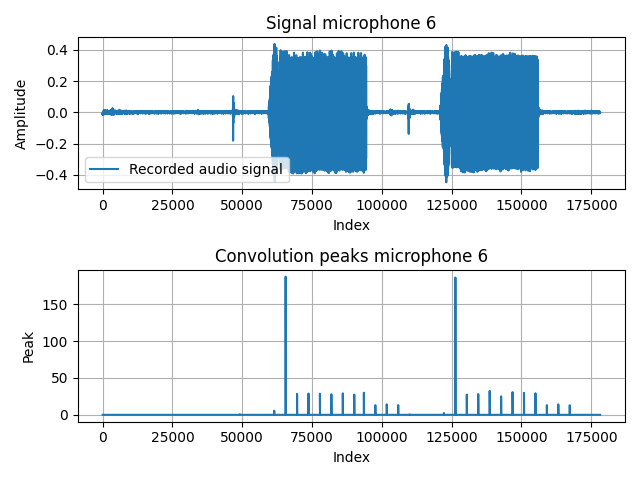 Signal microphone 6
0.4
0.2
0.0
−0.2
−0.4
Amplitude
Recorded audio signal
0 25000 50000 75000 100000 125000 150000 175000
Index
Convolution peaks microphone 6
150
100
50
0
Peak
0 25000 50000 75000 100000 125000 150000 175000
Index